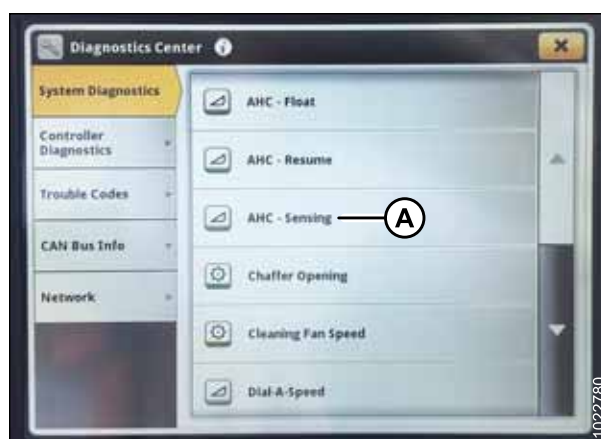 Diagnostics Center
System Diagnostics
Controller
Diagnostics
Trouble Codes
CAN Bus Info
Network
AHC - Float
AHC - Resume
AHC - Sensing
A
Chaffer Opening
Cleaning Fan Speed
Dial-A-Speed
1022780